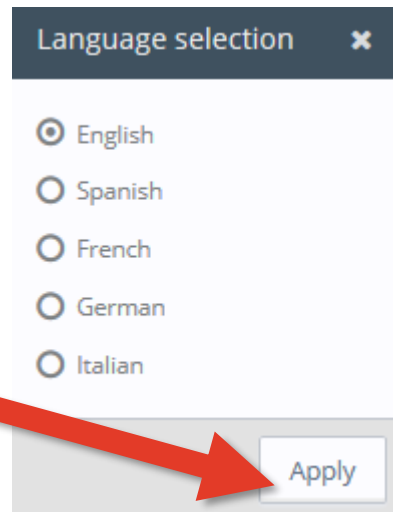 Language selection
English
Spanish
French
German
Italian
Apply